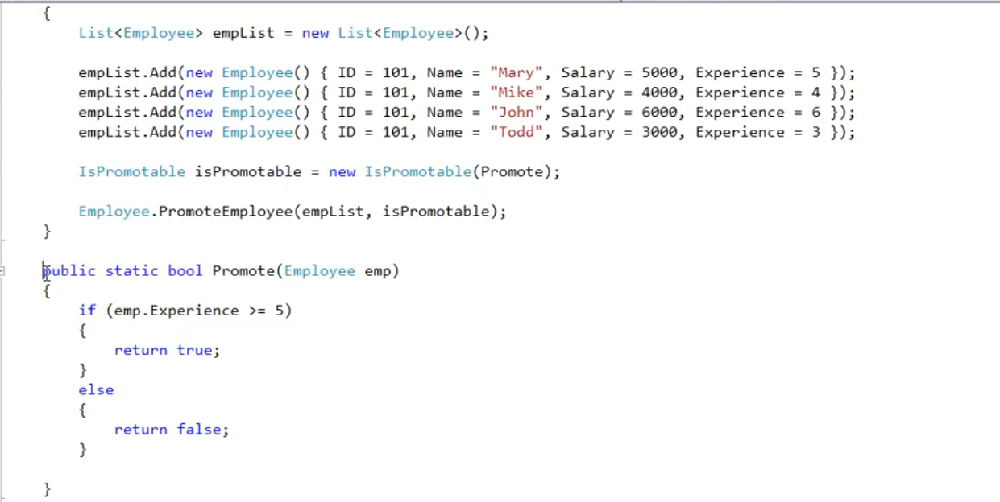 {
List<Employee> empList = new List<Employee>();
empList.Add(new Employee() { ID = 101, Name = "Mary", Salary = 5000, Experience = 5 });
empList.Add(new Employee() { ID = 101, Name = "Mike", Salary = 4000, Experience = 4 });
empList.Add(new Employee() { ID = 101, Name = "John", Salary = 6000, Experience = 6 });
empList.Add(new Employee() { ID = 101, Name = "Todd", Salary = 3000, Experience = 3 });
IsPromotable isPromotable = new IsPromotable(Promote);
Employee.PromoteEmployee(empList, isPromotable);
}
public static bool Promote(Employee emp)
{
if (emp.Experience >= 5)
{
return true;
}
else
{
return false;
}
}